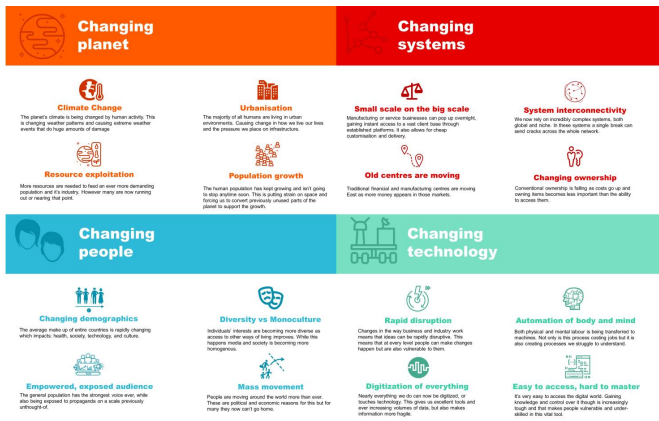 Changing
planet
Climate Change
The planet's climate is being changed by human activity. This
is changing weather patterns and causing extreme weather
events that do huge amounts of damage
Urbanisation
The majority of all humans are living in urban
environments. Causing change in how we live our lives
and the pressure we place on infrastructure.
Resource exploitation
More resources are needed to feed an ever more demanding
population and it's industry. However many are now running
out or nearing that point.
Population growth
The human population has kept growing and isn't going
to stop anytime soon. This is putting strain on space and
forcing us to convert previously unused parts of the
planet to support the growth.
Changing
systems
Small scale on the big scale
Manufacturing or service businesses can pop up overnight,
gaining instant access to a vast client base through
established platforms. It also allows for cheap
customisation and delivery.
System interconnectivity
We now rely on incredibly complex systems, both
global and niche. In these systems a single break can
send cracks across the whole network.
Old centres are moving
Traditional financial and manufacturing centres are moving
East as more money appears in those markets.
Changing ownership
Conventional ownership is falling as costs go up and
owning items becomes less important than the ability
to access them.
Changing
people
Changing demographics
The average make up of entire countries is rapidly changing
which impacts: health, society, technology, and culture.
Diversity vs Monoculture
Individuals' interests are becoming more diverse as
access to other ways of living improves. While this
happens media and society is becoming more
homogenous.
Empowered, exposed audience
The general population has the strongest voice ever, while
also being exposed to propaganda on a scale previously
unthought-of.
Mass movement
People are moving around the world more than ever.
These are political and economic reasons for this but for
many they now can't go home.
Changing
technology
Rapid disruption
Changes in the way business and industry work
means that ideas can be rapidly disruptive. This
means that at every level people can make changes
happen but are also vulnerable to them.
Automation of body and mind
Both physical and mental labour is being transferred to
machines. Not only is this process costing jobs but it is
also creating processes we struggle to understand.
Digitization of everything
Nearly everything we do can now be digitized, or
touches technology. This gives us excellent tools and
ever increasing volumes of data, but also makes
information more fragile.
Easy to access, hard to master
It's very easy to access the digital world. Gaining
knowledge and control over it though is increasingly
tough and that makes people vulnerable and under-
skilled in this vital tool.